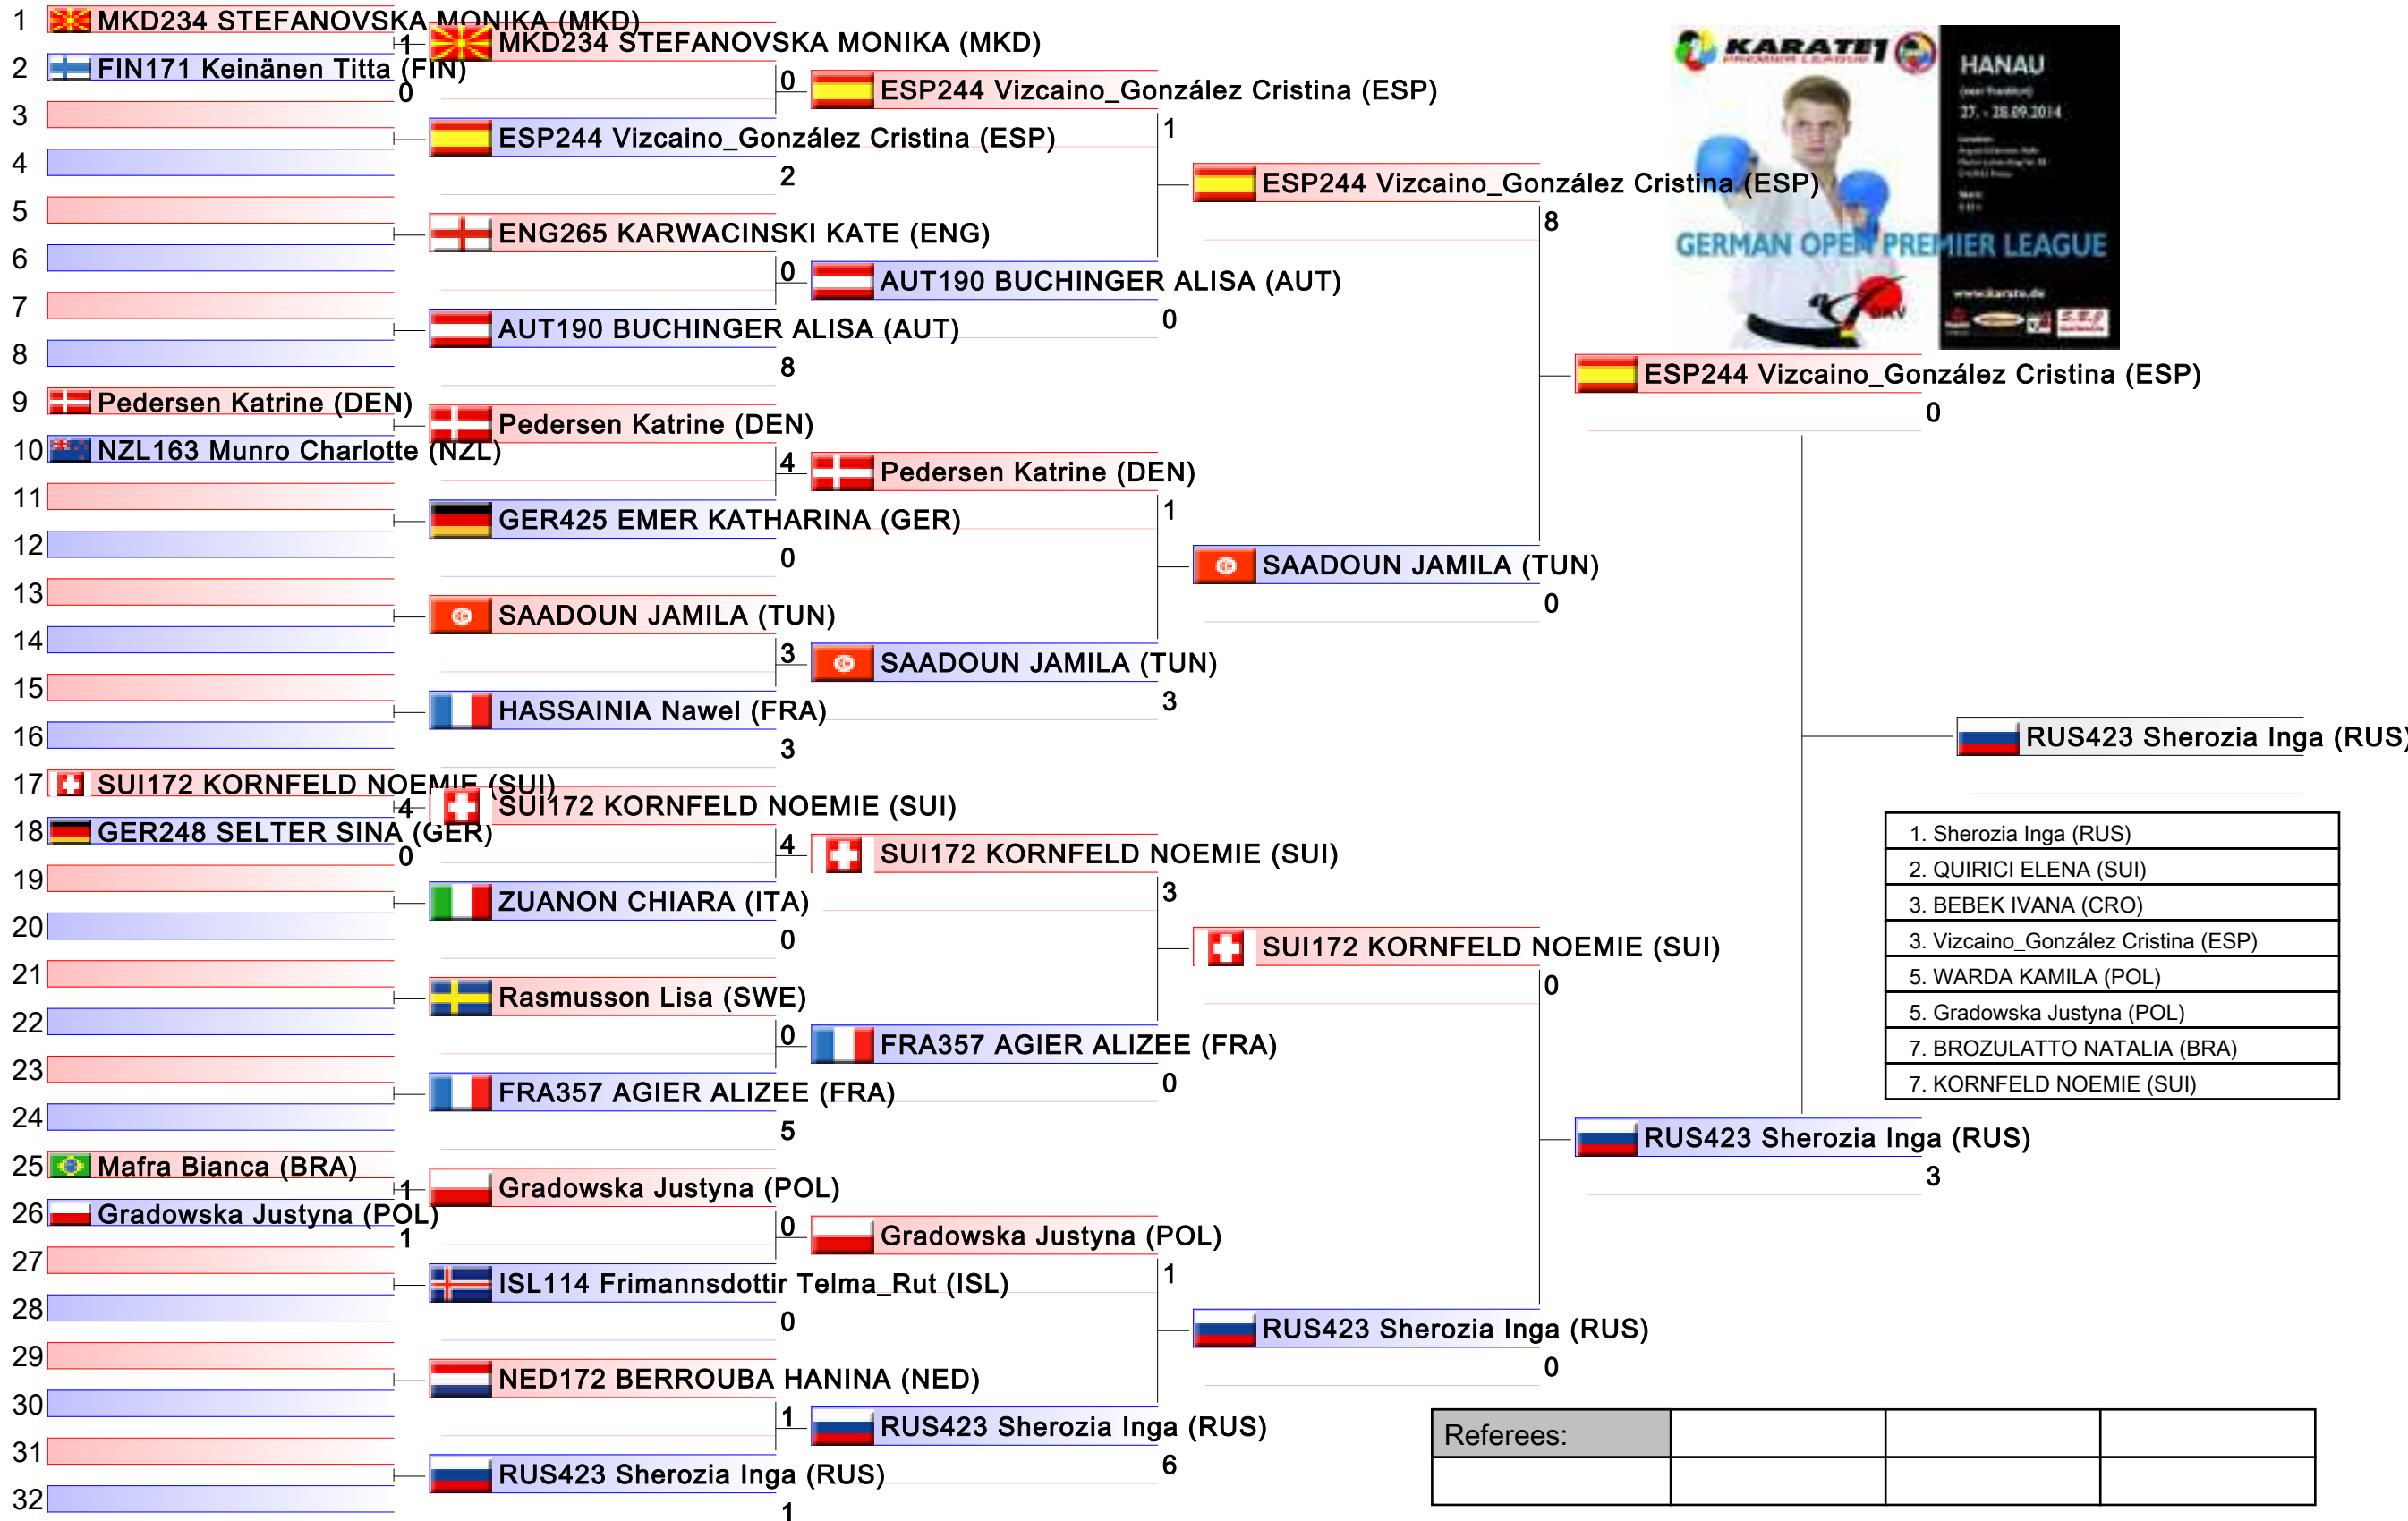 1 MKD234 STEFANOVSKA MONIKA (MKD)
1
2 FIN171 Keinänen Titta (FIN)
0
3
4
5
6
7
8
9 Pedersen Katrine (DEN)
10 NZL163 Munro Charlotte (NZL)
11
12
13
14
15
16
17 SUI172 KORNFELD NOEMIE (SUI)
4
18 GER248 SELTER SINA (GER)
0
19
20
21
22
23
24
25 Mafra Bianca (BRA)
1
26 Gradowska Justyna (POL)
1
27
28
29
30
31
32
MKD234 STEFANOVSKA MONIKA (MKD)
0
ESP244 Vizcaino_González Cristina (ESP)
2
ENG265 KARWACINSKI KATE (ENG)
0
AUT190 BUCHINGER ALISA (AUT)
8
Pedersen Katrine (DEN)
4
GER425 EMER KATHARINA (GER)
0
SAADOUN JAMILA (TUN)
3
HASSAINIA Nawel (FRA)
3
SUI172 KORNFELD NOEMIE (SUI)
4
ZUANON CHIARA (ITA)
0
Rasmusson Lisa (SWE)
0
FRA357 AGIER ALIZEE (FRA)
5
Gradowska Justyna (POL)
0
ISL114 Frimannsdottir Telma_Rut (ISL)
0
NED172 BERROUBA HANINA (NED)
1
RUS423 Sherozia Inga (RUS)
1
ESP244 Vizcaino_González Cristina (ESP)
1
AUT190 BUCHINGER ALISA (AUT)
0
Pedersen Katrine (DEN)
1
SAADOUN JAMILA (TUN)
3
SUI172 KORNFELD NOEMIE (SUI)
3
FRA357 AGIER ALIZEE (FRA)
0
Gradowska Justyna (POL)
1
RUS423 Sherozia Inga (RUS)
6
ESP244 Vizcaino_González Cristina (ESP)
8
SAADOUN JAMILA (TUN)
0
SUI172 KORNFELD NOEMIE (SUI)
0
RUS423 Sherozia Inga (RUS)
0
ESP244 Vizcaino_González Cristina (ESP)
0
RUS423 Sherozia Inga (RUS)
3
RUS423 Sherozia Inga (RUS)
KARATE1
PREMIER LEAGUE
HANAU
(near Frankfurt)
27. - 28.09.2014
GERMAN OPEN PREMIER LEAGUE
DKV
www.karate.de
1. Sherozia Inga (RUS)
2. QUIRICI ELENA (SUI)
3. BEBEK IVANA (CRO)
3. Vizcaino_González Cristina (ESP)
5. WARDA KAMILA (POL)
5. Gradowska Justyna (POL)
7. BROZULATTO NATALIA (BRA)
7. KORNFELD NOEMIE (SUI)
Referees: